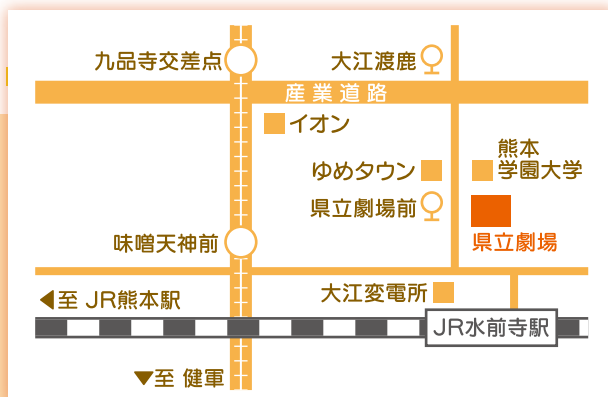 九品寺交差点
大江渡鹿
産業道路
イオン
熊本
学園大学
ゆめタウン
県立劇場前
県立劇場
味噌天神前
◀至 JR熊本駅
大江変電所
JR水前寺駅
▼至 健軍